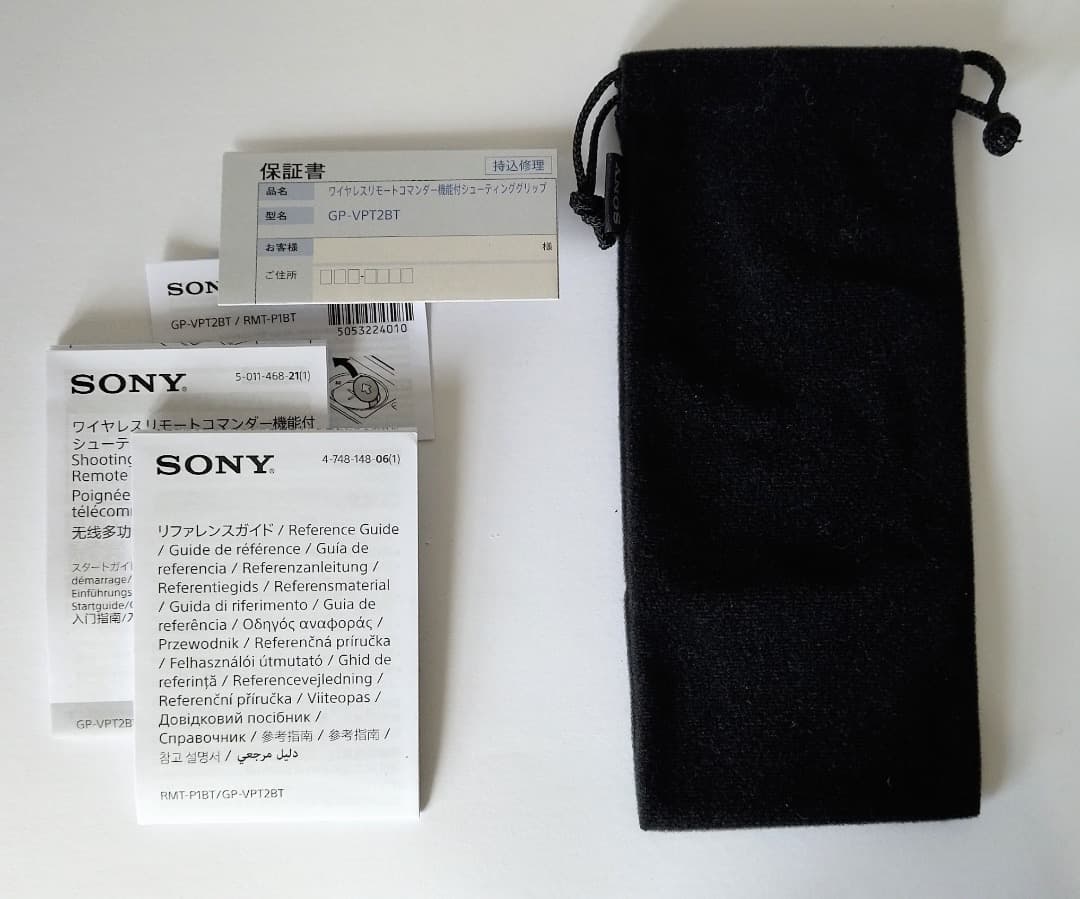 保証書
持込修理
品名
ワイヤレスリモートコマンダー機能付シューティンググリップ
型名
GP-VPT2BT
お客様
様
ご住所
SON
GP-VPT2BT / RMT-P1BT
5053224010
SONY
5-011-468-21(1)
ワイヤレスリモートコマンダー機能付
シューテ
Shooting
Remote
Poignée
télécom
无线多功
スタートガイ
démarrage/
Einführungs
Startguide/
入门指南/
GP-VPT2B
SONY
4-748-148-06(1)
リファレンスガイド / Reference Guide
/ Guide de référence / Guía de
referencia / Referenzanleitung /
Referentiegids / Referensmaterial
/ Guida di riferimento / Guia de
referência / Οδηγός αναφοράς /
Przewodnik / Referenčná príručka
/ Felhasználói útmutató / Ghid de
referință / Referencevejledning /
Referenční příručka / Viiteopas /
Довідковий посібник /
Справочник / 參考指南 / 参考指南 /
참고 설명서 / دليل مرجعي
RMT-P1BT/GP-VPT2BT
SONY